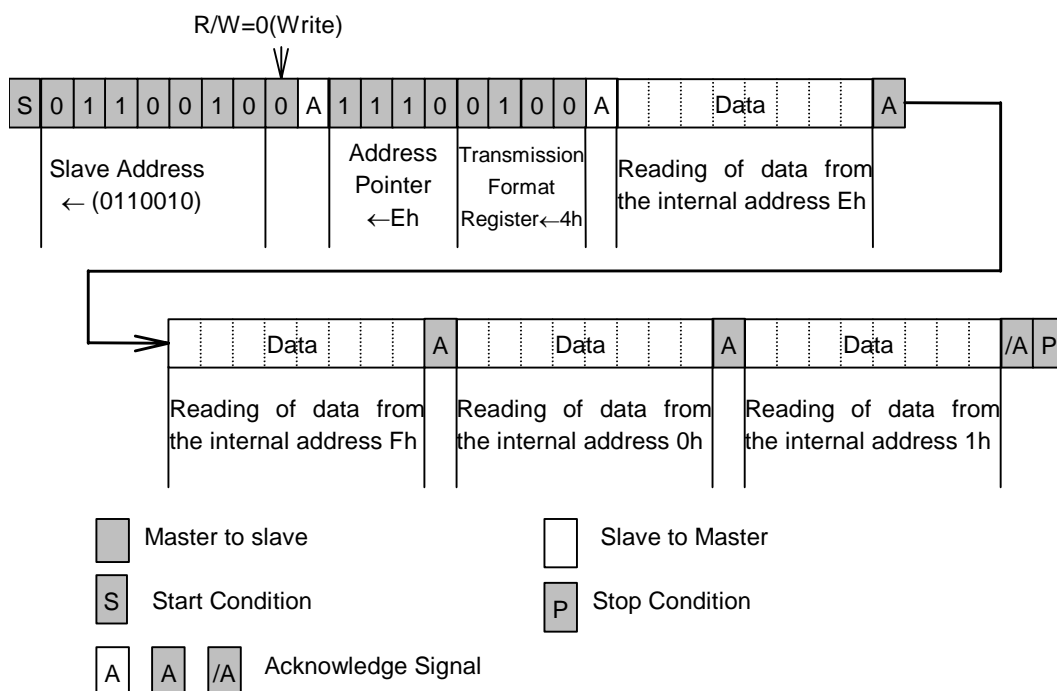 R/W=0(Write)
S 0 1 1 0 0 1 0 0 A 1 1 1 0 0 1 0 0 A Data A
Slave Address
← (0110010)
Address
Pointer
←Eh
Transmission
Format
Register←4h
Reading of data from
the internal address Eh
Data A Data A Data /A P
Reading of data from
the internal address Fh
Reading of data from
the internal address 0h
Reading of data from
the internal address 1h
Master to slave
Slave to Master
S Start Condition
P Stop Condition
A A /A Acknowledge Signal